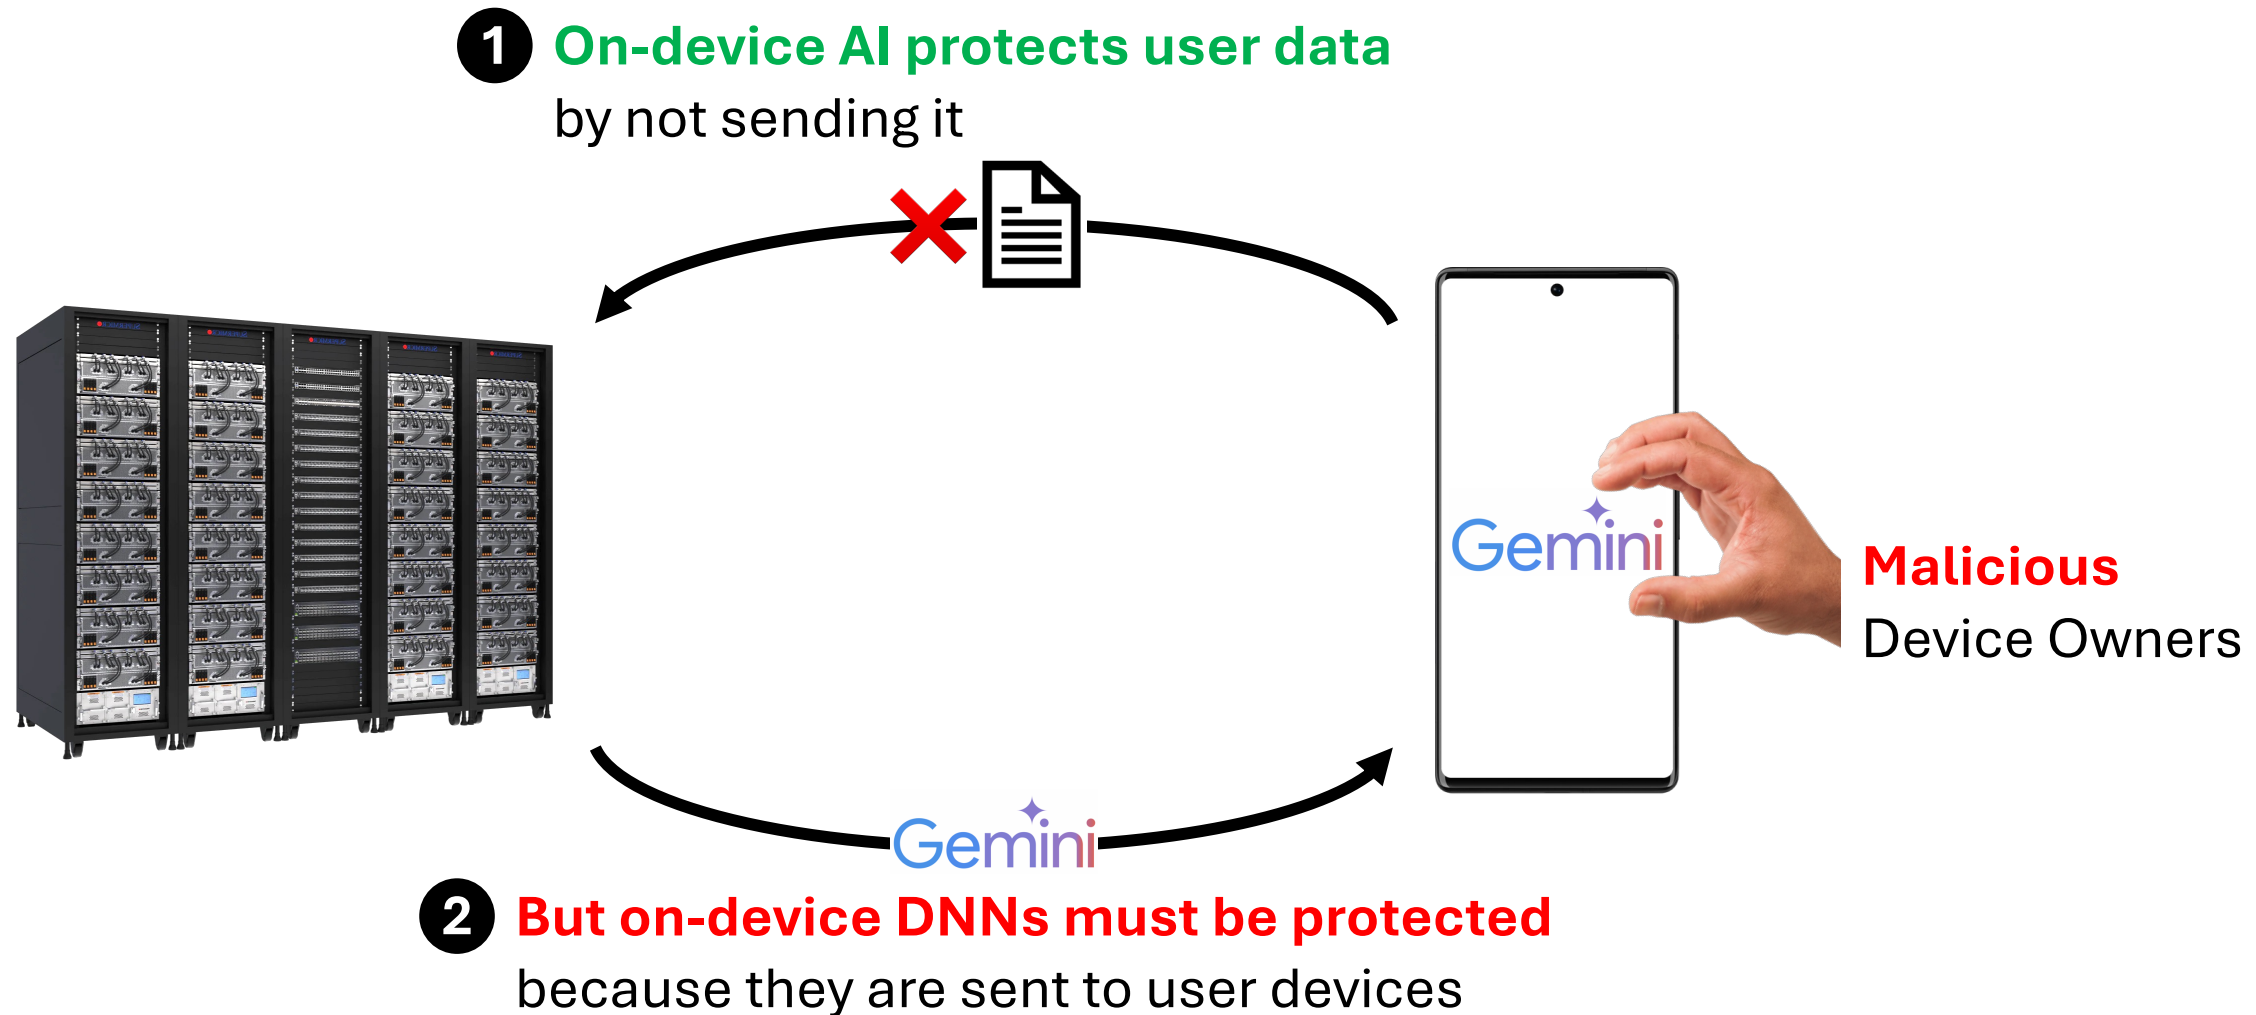 1 On-device AI protects user data
by not sending it
Gemini
Malicious
Device Owners
Gemini
2 But on-device DNNs must be protected
because they are sent to user devices